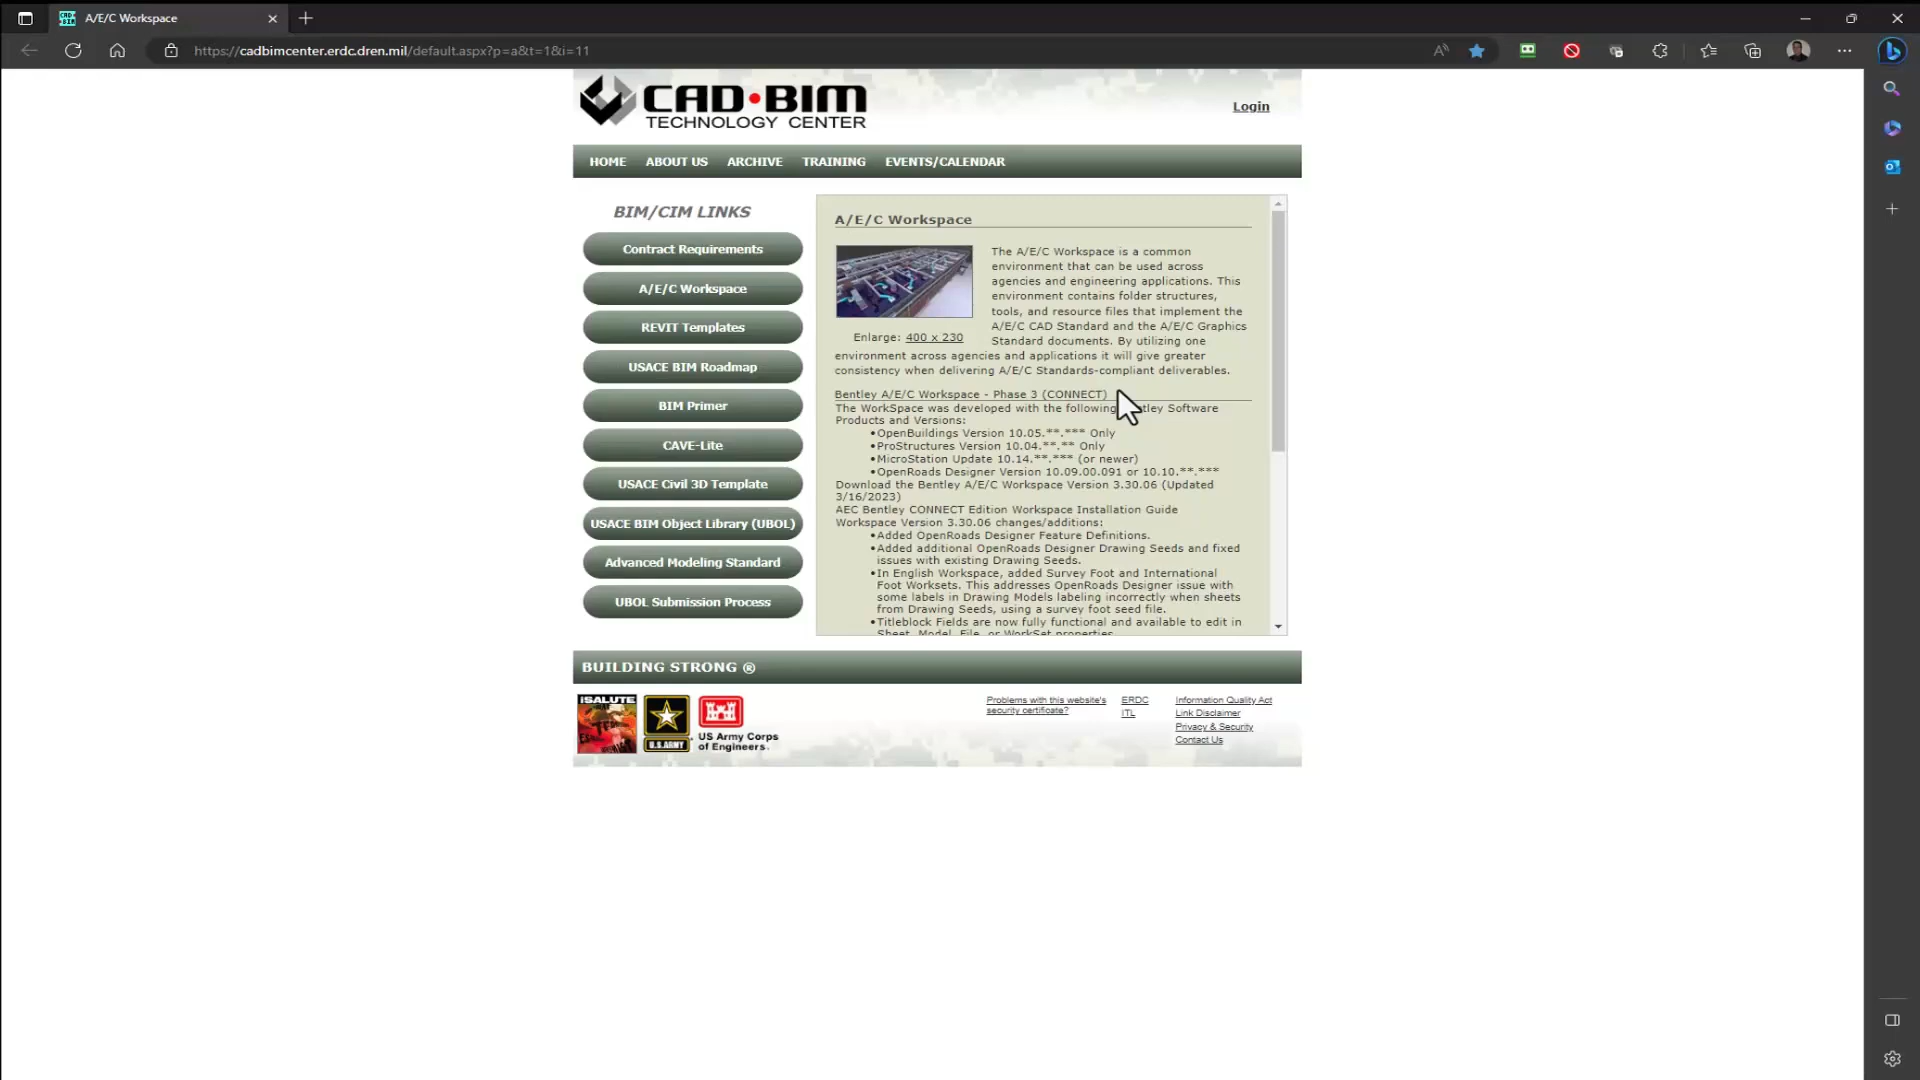 A/E/C Workspace
https://cadbimcenter.erdc.dren.mil/default.aspx?p=a&t=1&i=11
CAD•BIM
TECHNOLOGY CENTER
Login
HOME ABOUT US ARCHIVE TRAINING EVENTS/CALENDAR
BIM/CIM LINKS
Contract Requirements
A/E/C Workspace
REVIT Templates
USACE BIM Roadmap
BIM Primer
CAVE-Lite
USACE Civil 3D Template
USACE BIM Object Library (UBOL)
Advanced Modeling Standard
UBOL Submission Process
A/E/C Workspace
The A/E/C Workspace is a common
environment that can be used across
agencies and engineering applications. This
environment contains folder structures,
tools, and resource files that implement the
A/E/C CAD Standard and the A/E/C Graphics
Enlarge: 400 x 230
Standard documents. By utilizing one
environment across agencies and applications it will give greater
consistency when delivering A/E/C Standards-compliant deliverables.
Bentley A/E/C Workspace - Phase 3 (CONNECT)
The WorkSpace was developed with the following tley Software
Products and Versions:
•OpenBuildings Version 10.05.**.*** Only
•ProStructures Version 10.04.**.** Only
•MicroStation Update 10.14.**.*** (or newer)
•OpenRoads Designer Version 10.09.00.091 or 10.10.**.***
Download the Bentley A/E/C Workspace Version 3.30.06 (Updated
3/16/2023)
AEC Bentley CONNECT Edition Workspace Installation Guide
Workspace Version 3.30.06 changes/additions:
•Added OpenRoads Designer Feature Definitions.
•Added additional OpenRoads Designer Drawing Seeds and fixed
issues with existing Drawing Seeds.
•In English Workspace, added Survey Foot and International
Foot Worksets. This addresses OpenRoads Designer issue with
some labels in Drawing Models labeling incorrectly when sheets
from Drawing Seeds, using a survey foot seed file.
•Titleblock Fields are now fully functional and available to edit in
Sheet, Model, File, or WorkSet properties.
BUILDING STRONG ®
ISALUTE
U.S.ARMY
US Army Corps
of Engineers.
Problems with this website's
security certificate?
ERDC
ITL
Information Quality Act
Link Disclaimer
Privacy & Security
Contact Us